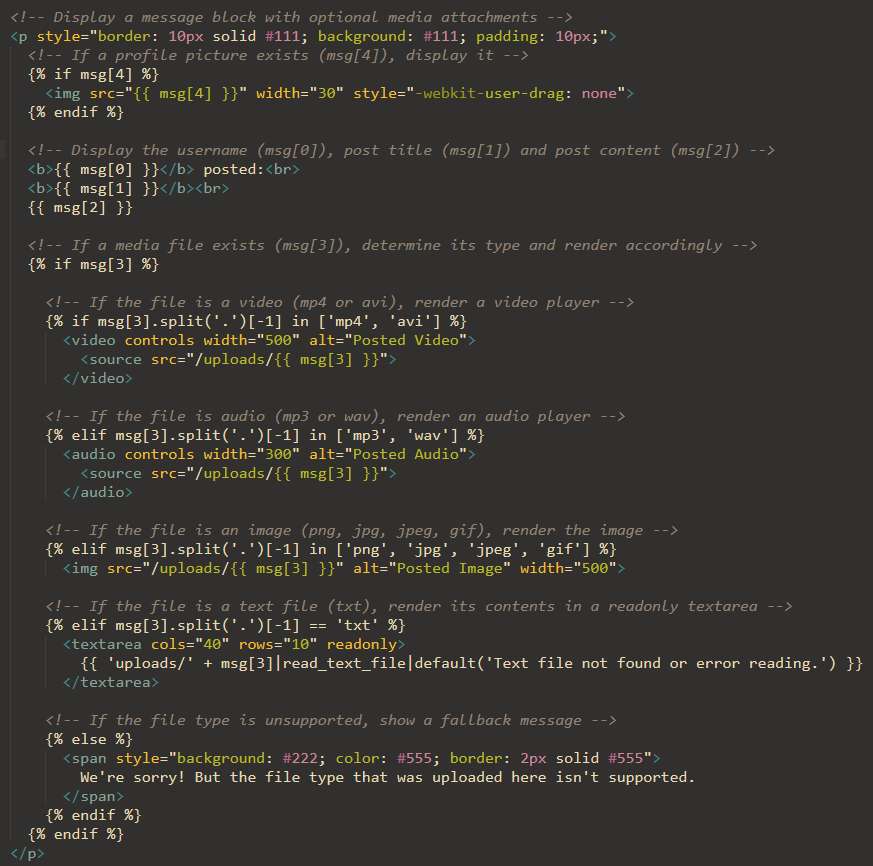 <!-- Display a message block with optional media attachments -->
<p style="border: 10px solid #111; background: #111; padding: 10px;">
  <!-- If a profile picture exists (msg[4]), display it -->
  {% if msg[4] %}
    <img src="{{ msg[4] }}" width="30" style="-webkit-user-drag: none">
  {% endif %}

  <!-- Display the username (msg[0]), post title (msg[1]) and post content (msg[2]) -->
  <b>{{ msg[0] }}</b> posted:<br>
  <b>{{ msg[1] }}</b><br>
  {{ msg[2] }}

  <!-- If a media file exists (msg[3]), determine its type and render accordingly -->
  {% if msg[3] %}

    <!-- If the file is a video (mp4 or avi), render a video player -->
    {% if msg[3].split('.')[-1] in ['mp4', 'avi'] %}
      <video controls width="500" alt="Posted Video">
        <source src="/uploads/{{ msg[3] }}">
      </video>

    <!-- If the file is audio (mp3 or wav), render an audio player -->
    {% elif msg[3].split('.')[-1] in ['mp3', 'wav'] %}
      <audio controls width="300" alt="Posted Audio">
        <source src="/uploads/{{ msg[3] }}">
      </audio>

    <!-- If the file is an image (png, jpg, jpeg, gif), render the image -->
    {% elif msg[3].split('.')[-1] in ['png', 'jpg', 'jpeg', 'gif'] %}
      <img src="/uploads/{{ msg[3] }}" alt="Posted Image" width="500">

    <!-- If the file is a text file (txt), render its contents in a readonly textarea -->
    {% elif msg[3].split('.')[-1] == 'txt' %}
      <textarea cols="40" rows="10" readonly>
        {{ 'uploads/' + msg[3]|read_text_file|default('Text file not found or error reading.') }}
      </textarea>

    <!-- If the file type is unsupported, show a fallback message -->
    {% else %}
      <span style="background: #222; color: #555; border: 2px solid #555">
        We're sorry! But the file type that was uploaded here isn't supported.
      </span>
    {% endif %}
  {% endif %}
</p>